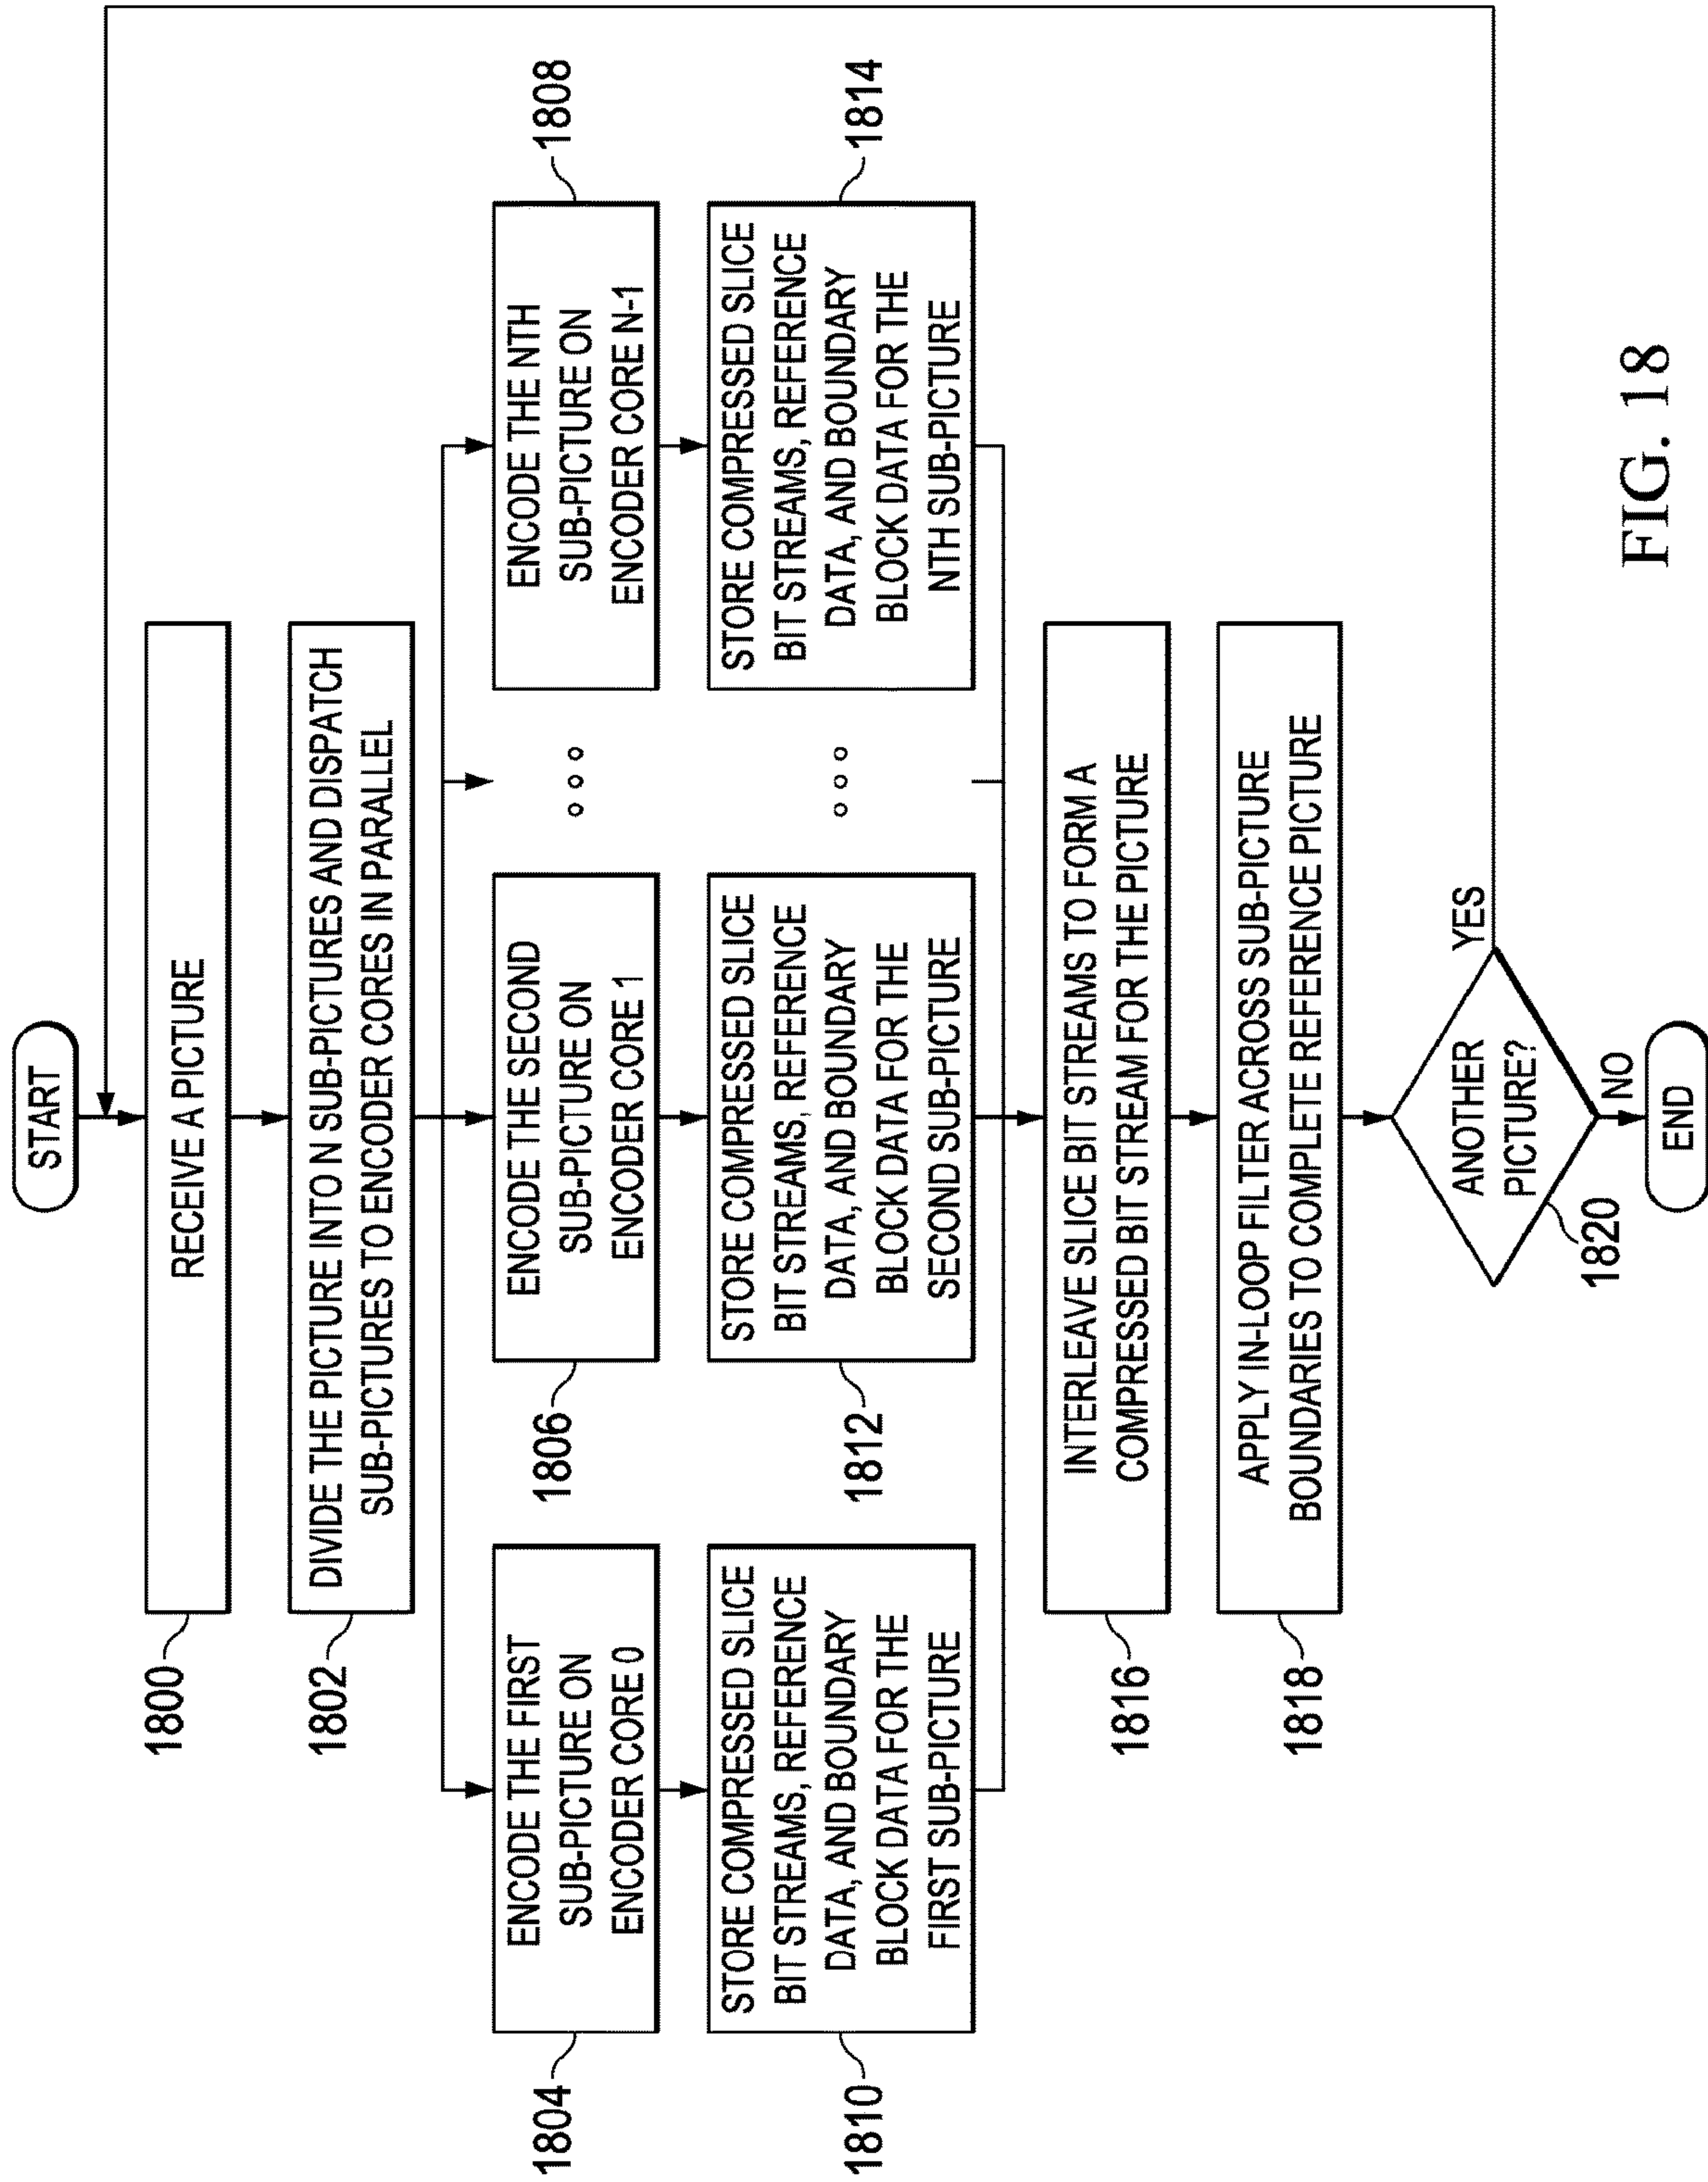 START
RECEIVE A PICTURE
1800
DIVIDE THE PICTURE INTO N SUB-PICTURES AND DISPATCH
SUB-PICTURES TO ENCODER CORES IN PARALLEL
1802
ENCODE THE FIRST
SUB-PICTURE ON
ENCODER CORE 0
1804
ENCODE THE SECOND
SUB-PICTURE ON
ENCODER CORE 1
1806
ENCODE THE NTH
SUB-PICTURE ON
ENCODER CORE N-1
1808
STORE COMPRESSED SLICE
BIT STREAMS, REFERENCE
DATA, AND BOUNDARY
BLOCK DATA FOR THE
FIRST SUB-PICTURE
1810
STORE COMPRESSED SLICE
BIT STREAMS, REFERENCE
DATA, AND BOUNDARY
BLOCK DATA FOR THE
SECOND SUB-PICTURE
1812
STORE COMPRESSED SLICE
BIT STREAMS, REFERENCE
DATA, AND BOUNDARY
BLOCK DATA FOR THE
NTH SUB-PICTURE
1814
INTERLEAVE SLICE BIT STREAMS TO FORM A
COMPRESSED BIT STREAM FOR THE PICTURE
1816
APPLY IN-LOOP FILTER ACROSS SUB-PICTURE
BOUNDARIES TO COMPLETE REFERENCE PICTURE
1818
ANOTHER
PICTURE?
YES
1820
NO
END
FIG. 18